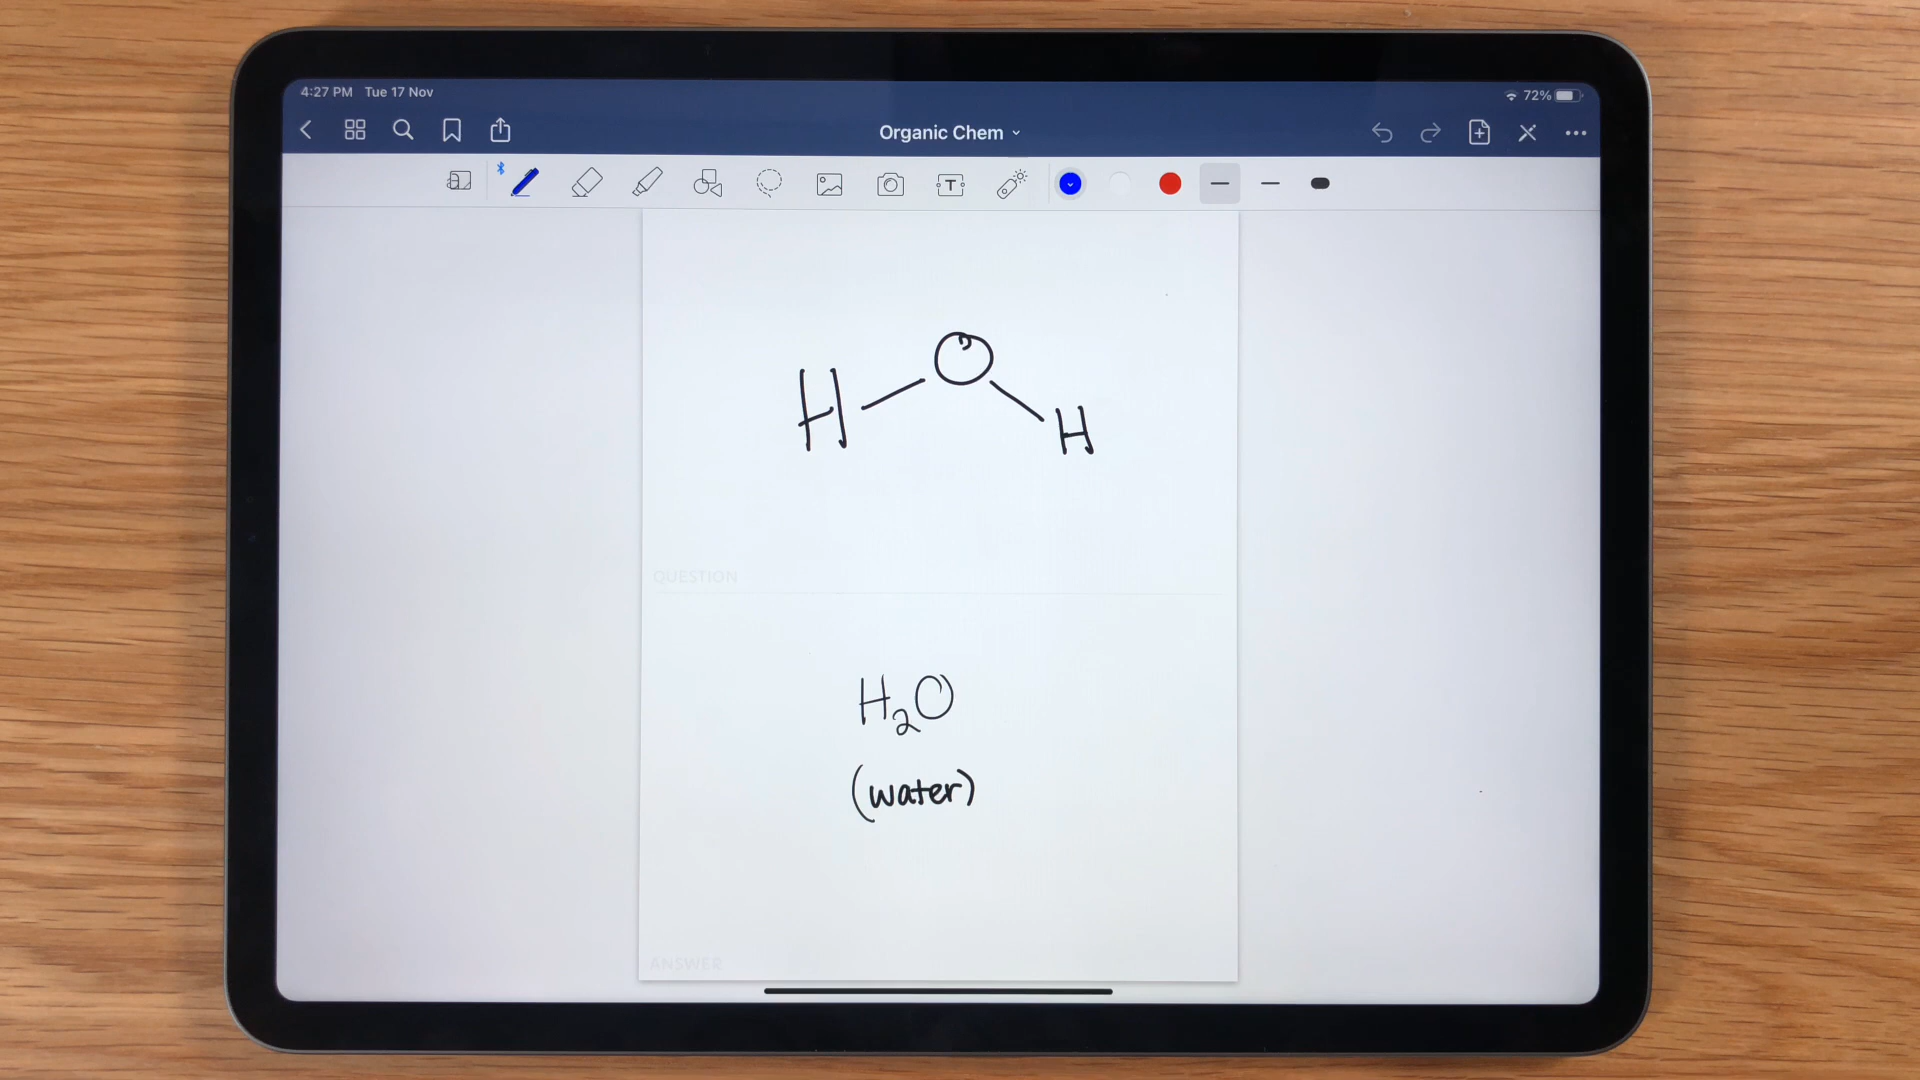 4:27 PM Tue 17 Nov
72%
Organic Chem
T
H O H
QUESTION
H₂O
(water)
ANSWER